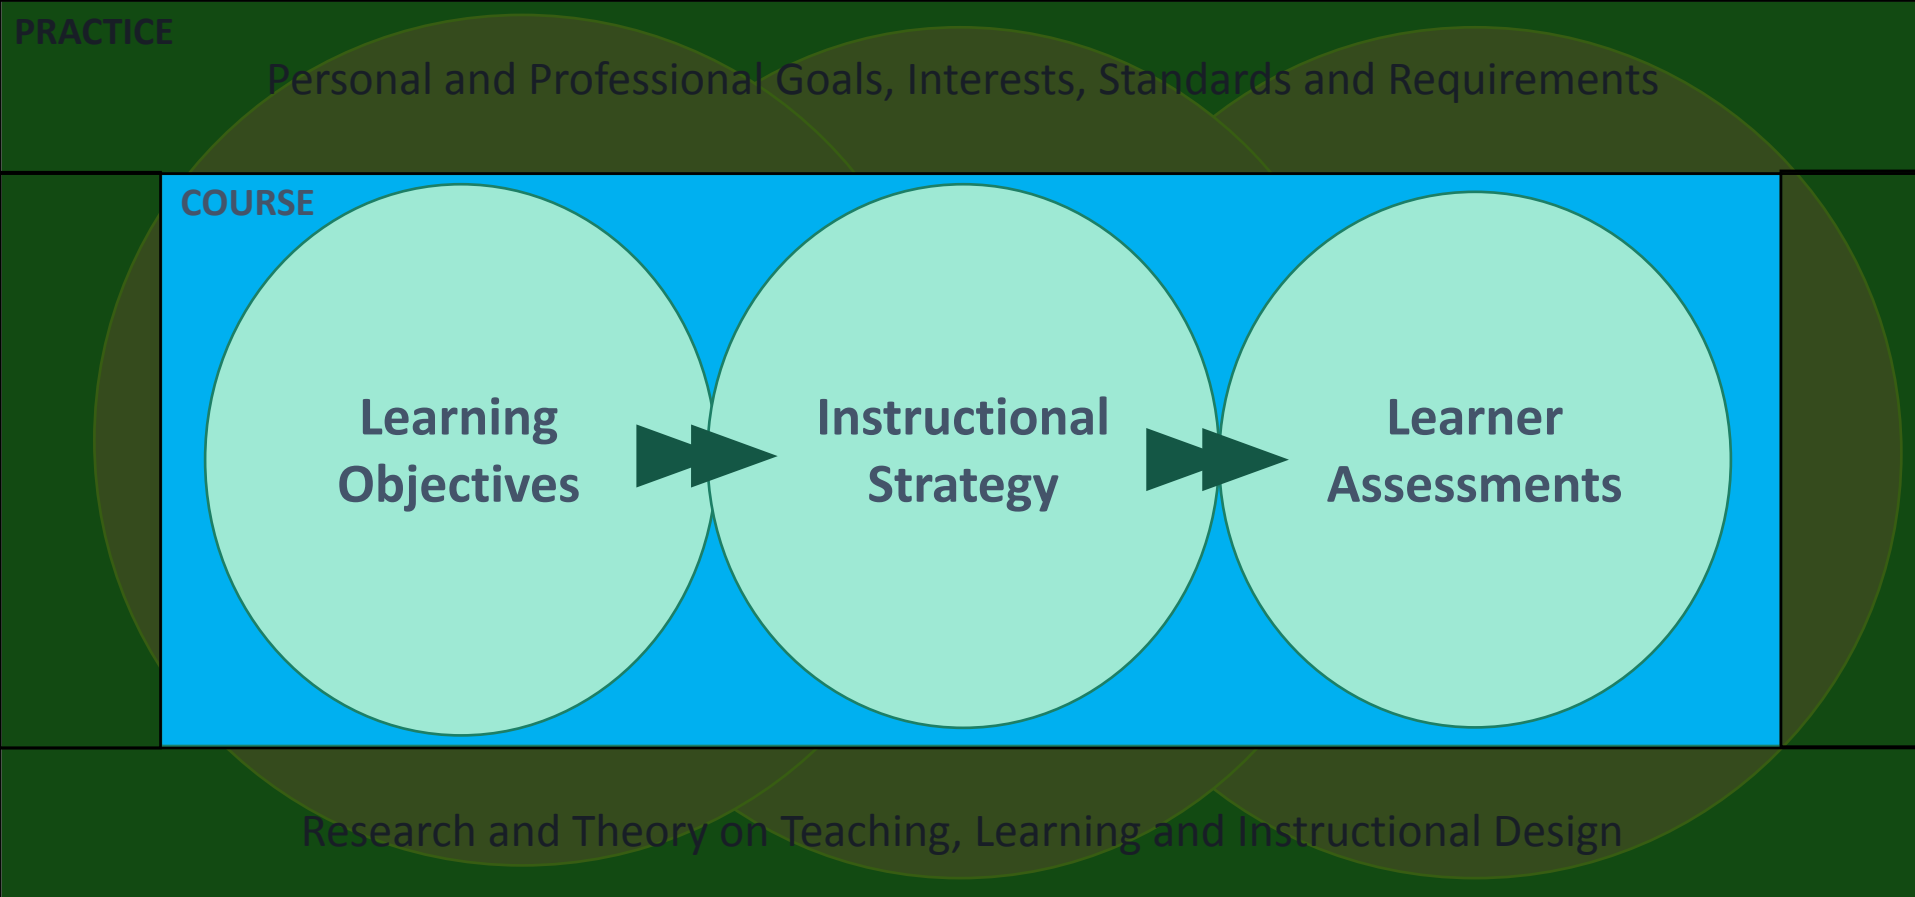 PRACTICE
Personal and Professional Goals, Interests, Standards and Requirements
COURSE
Learning
Objectives
Instructional
Strategy
Learner
Assessments
Research and Theory on Teaching, Learning and Instructional Design